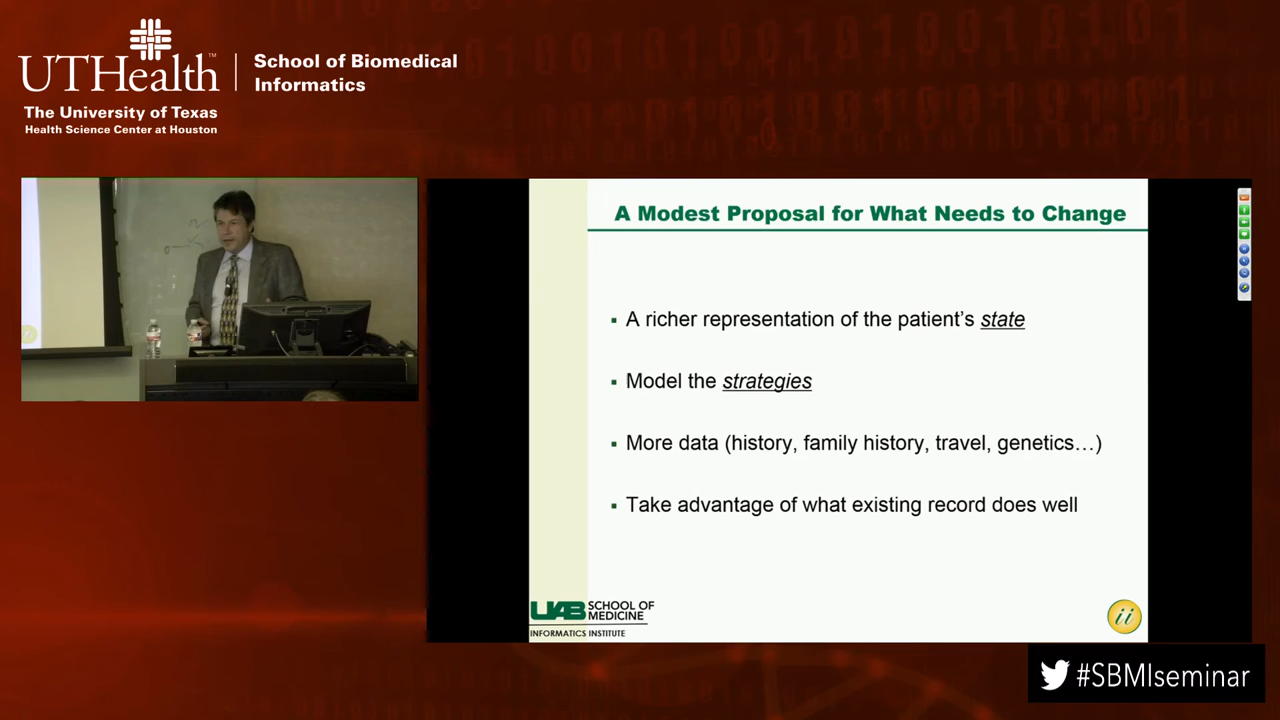 UTHealth™
School of Biomedical
Informatics
The University of Texas
Health Science Center at Houston
A Modest Proposal for What Needs to Change
▪ A richer representation of the patient’s state
▪ Model the strategies
▪ More data (history, family history, travel, genetics…)
▪ Take advantage of what existing record does well
UAB SCHOOL OF
MEDICINE
INFORMATICS INSTITUTE
ii
#SBMIseminar